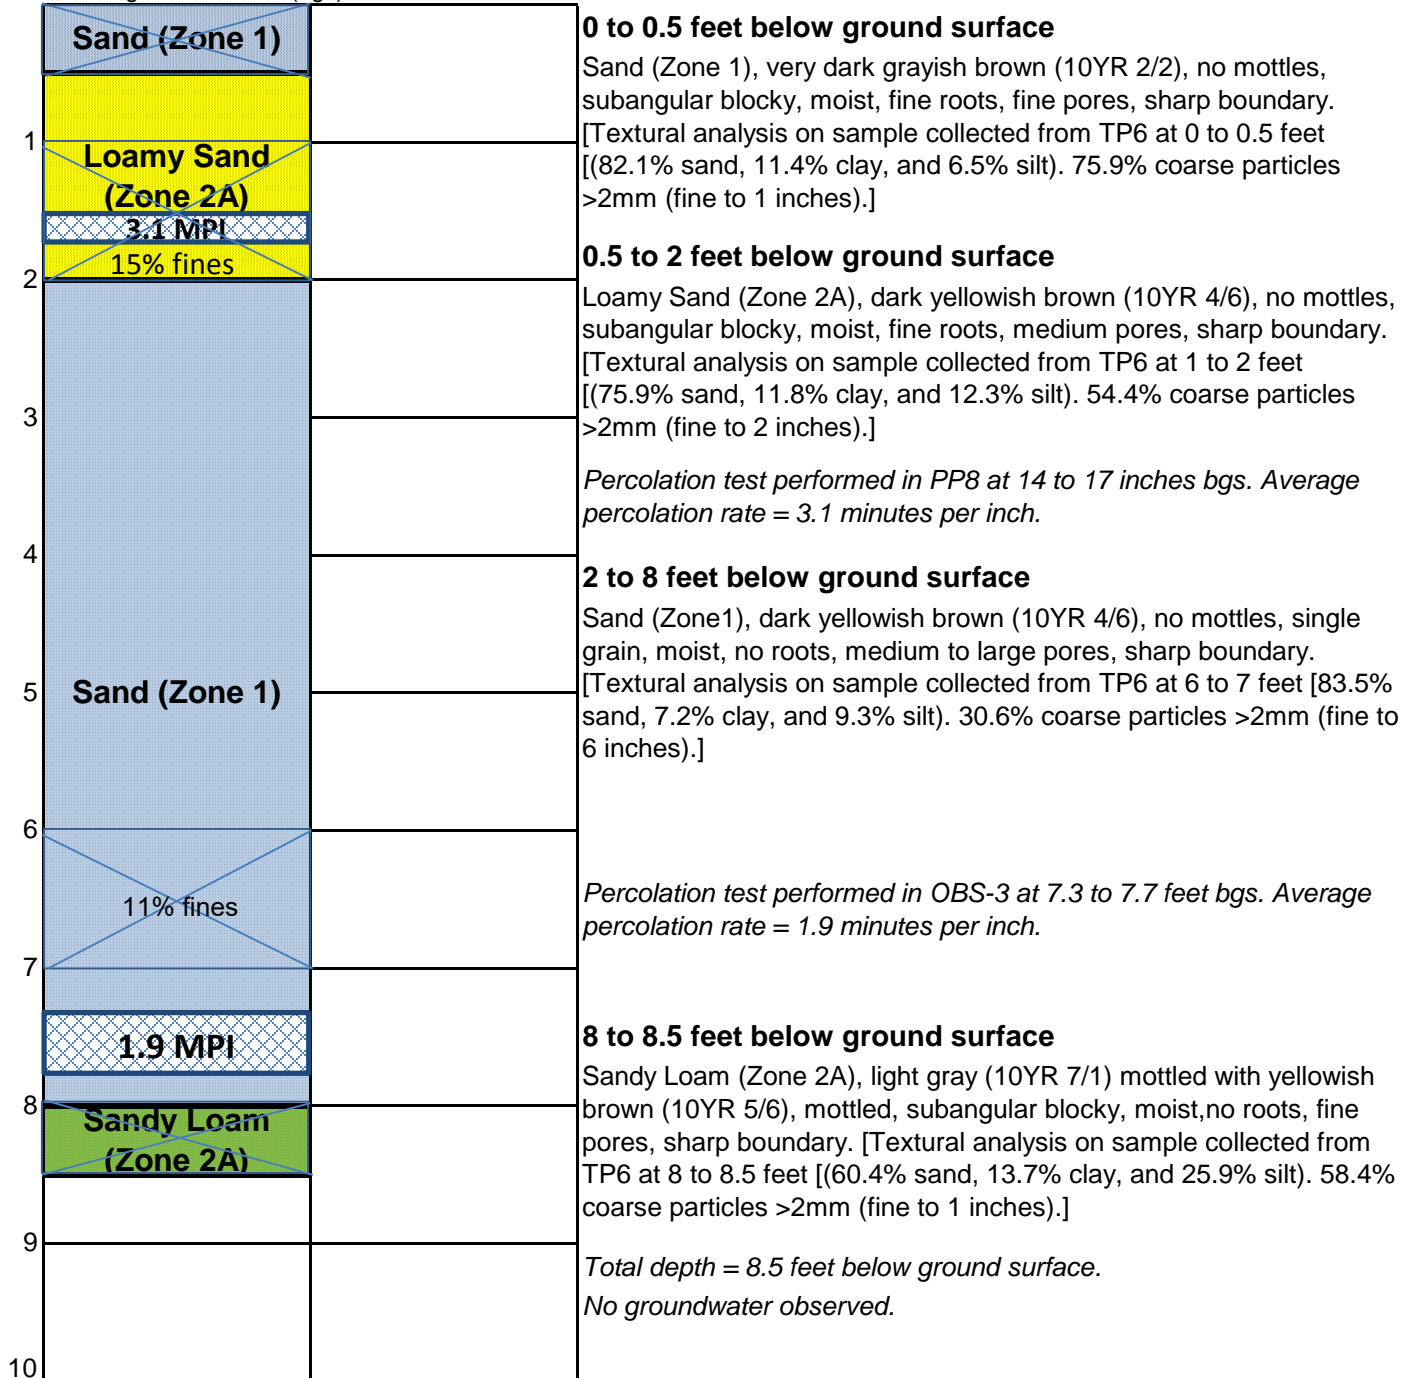 Sand (Zone 1)
1
Loamy Sand
(Zone 2A)
3.1 MPI
15% fines
2
3
4
5
Sand (Zone 1)
6
11% fines
7
1.9 MPI
8
Sandy Loam
(Zone 2A)
9
10
0 to 0.5 feet below ground surface
Sand (Zone 1), very dark grayish brown (10YR 2/2), no mottles,
subangular blocky, moist, fine roots, fine pores, sharp boundary.
[Textural analysis on sample collected from TP6 at 0 to 0.5 feet
[(82.1% sand, 11.4% clay, and 6.5% silt). 75.9% coarse particles
>2mm (fine to 1 inches).]
0.5 to 2 feet below ground surface
Loamy Sand (Zone 2A), dark yellowish brown (10YR 4/6), no mottles,
subangular blocky, moist, fine roots, medium pores, sharp boundary.
[Textural analysis on sample collected from TP6 at 1 to 2 feet
[(75.9% sand, 11.8% clay, and 12.3% silt). 54.4% coarse particles
>2mm (fine to 2 inches).]
Percolation test performed in PP8 at 14 to 17 inches bgs. Average
percolation rate = 3.1 minutes per inch.
2 to 8 feet below ground surface
Sand (Zone1), dark yellowish brown (10YR 4/6), no mottles, single
grain, moist, no roots, medium to large pores, sharp boundary.
[Textural analysis on sample collected from TP6 at 6 to 7 feet [83.5%
sand, 7.2% clay, and 9.3% silt). 30.6% coarse particles >2mm (fine to
6 inches).]
Percolation test performed in OBS-3 at 7.3 to 7.7 feet bgs. Average
percolation rate = 1.9 minutes per inch.
8 to 8.5 feet below ground surface
Sandy Loam (Zone 2A), light gray (10YR 7/1) mottled with yellowish
brown (10YR 5/6), mottled, subangular blocky, moist,no roots, fine
pores, sharp boundary. [Textural analysis on sample collected from
TP6 at 8 to 8.5 feet [(60.4% sand, 13.7% clay, and 25.9% silt). 58.4%
coarse particles >2mm (fine to 1 inches).]
Total depth = 8.5 feet below ground surface.
No groundwater observed.